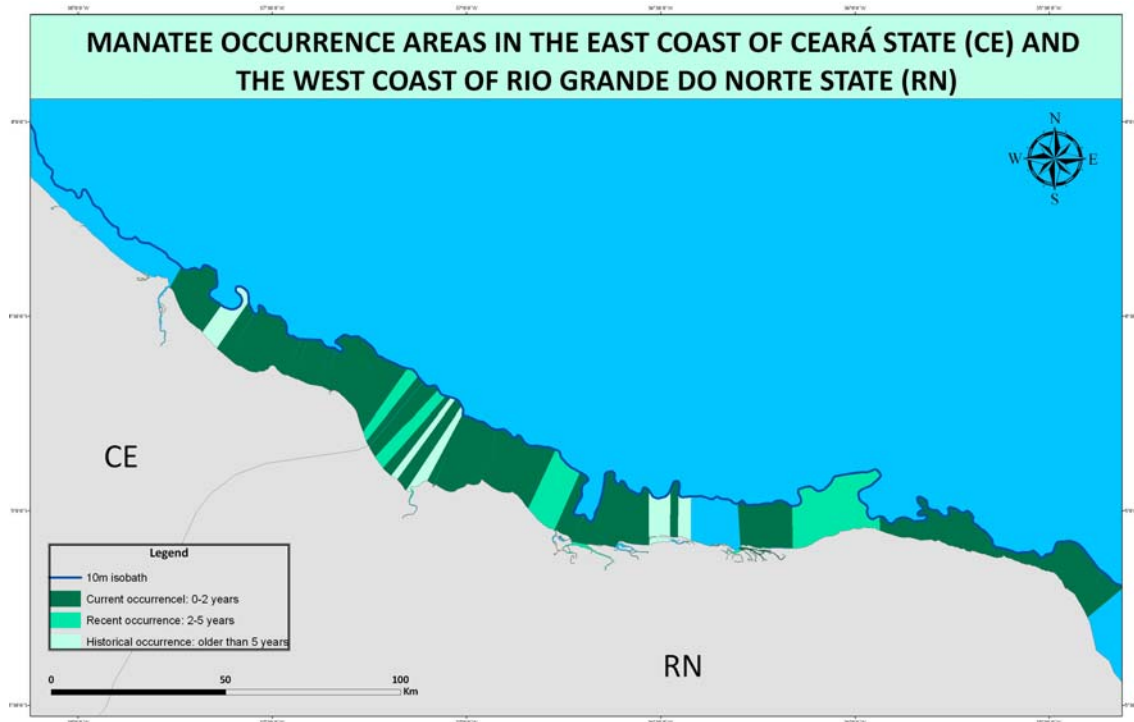 MANATEE OCCURRENCE AREAS IN THE EAST COAST OF CEARÁ STATE (CE) AND
THE WEST COAST OF RIO GRANDE DO NORTE STATE (RN)
N
W E
S
CE
Legend
10m isobath
Current occurrencel: 0-2 years
Recent occurrence: 2-5 years
Historical occurrence: older than 5 years
RN
0 50 100
Km